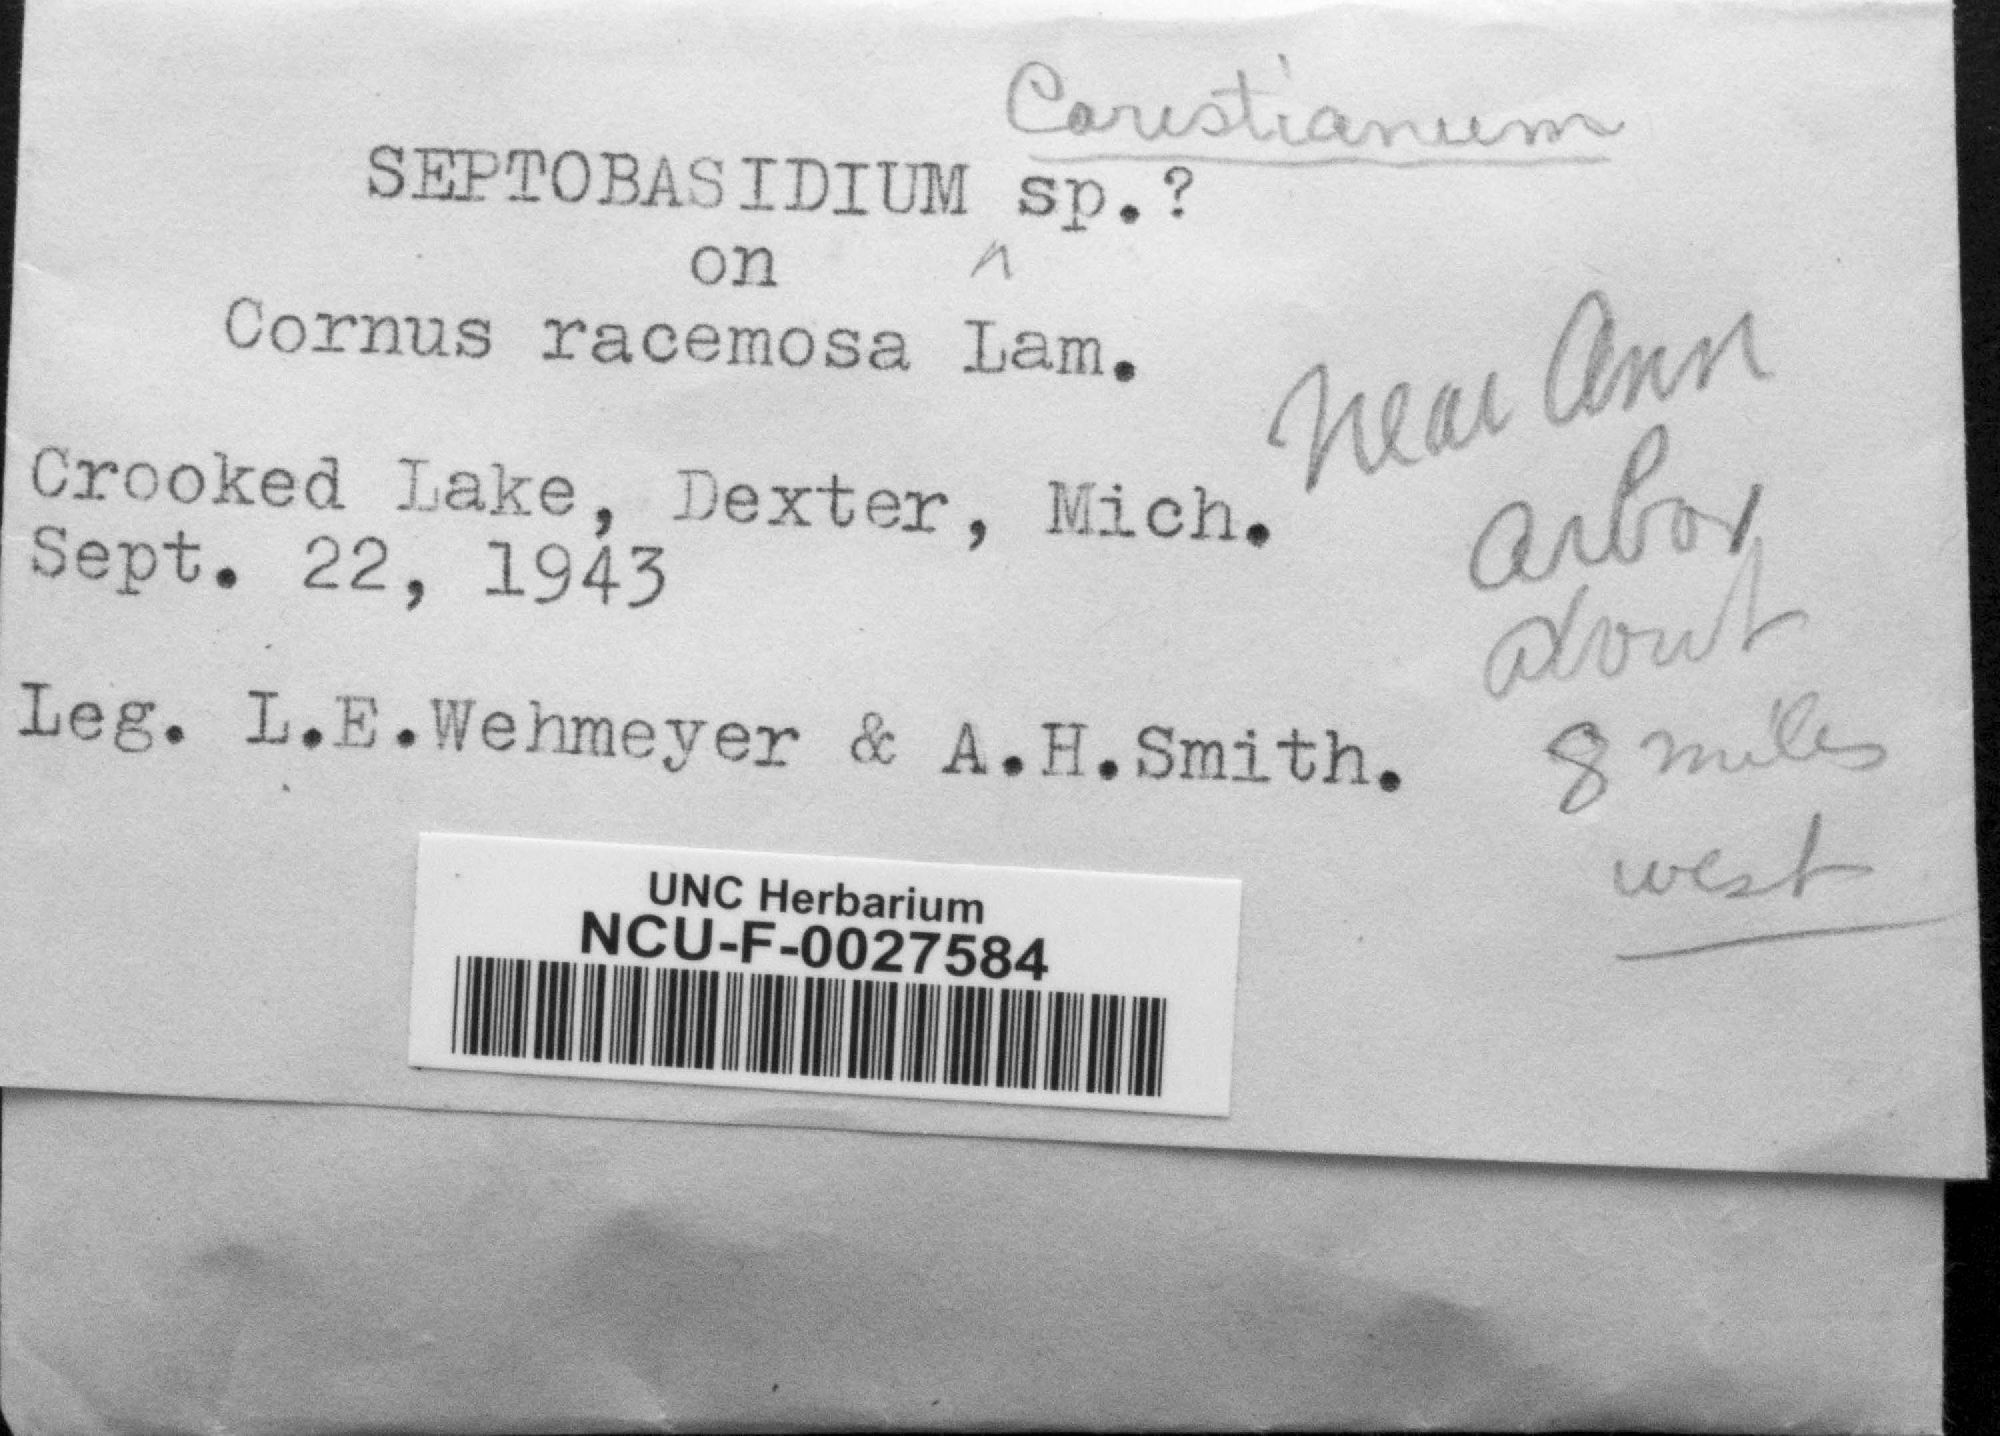 Carestianum
SEPTOBASIDIUM sp.?
^
on
Cornus racemosa Lam.
Near Ann
arbor
about
8 miles
west
Crooked Lake, Dexter, Mich.
Sept. 22, 1943
Leg. L.E.Wehmeyer & A.H.Smith.
UNC Herbarium
NCU-F-0027584